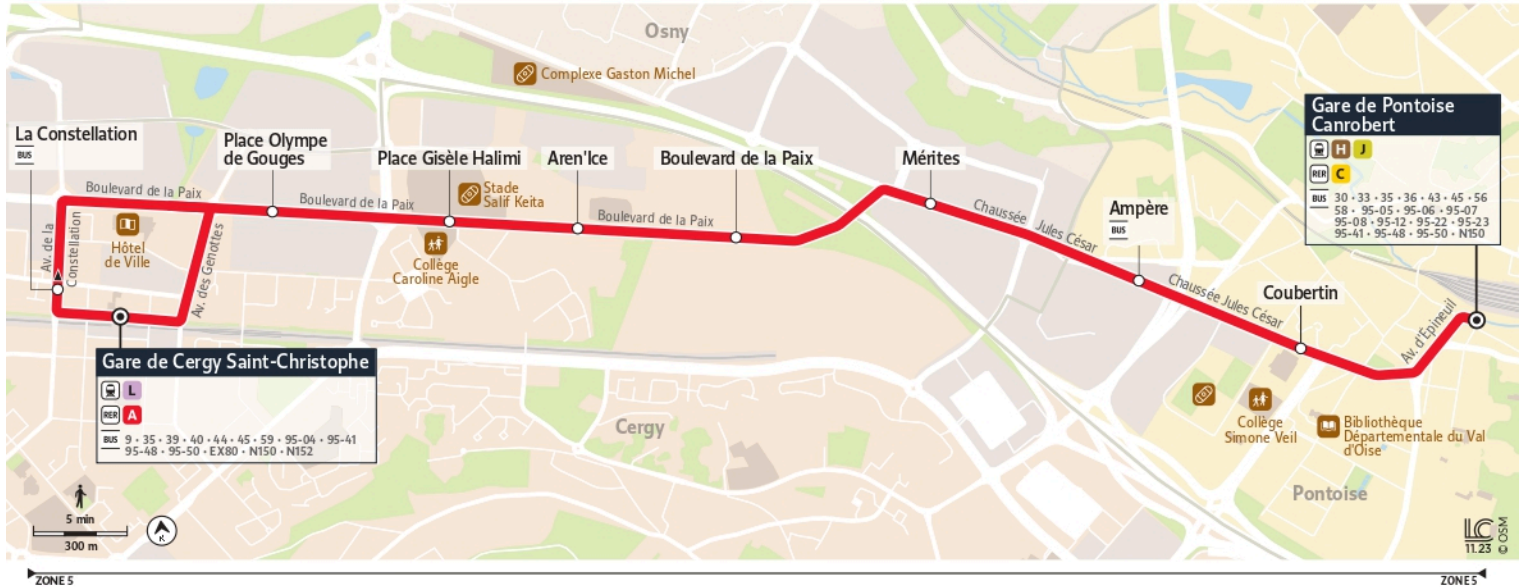 Osny
Complexe Gaston Michel
Gare de Pontoise
Canrobert
H J
RER C
BUS 30 • 33 • 35 • 36 • 43 • 45 • 56
58 • 95-05 • 95-06 • 95-07
95-08 • 95-12 • 95-22 • 95-23
95-41 • 95-48 • 95-50 • N150
La Constellation
BUS
Place Olympe
de Gouges
Place Gisèle Halimi
Aren'Ice
Boulevard de la Paix
Mérites
Boulevard de la Paix
Boulevard de la Paix
Boulevard de la Paix
Stade
Salif Keita
Av. de la
Constellation
Hôtel
de Ville
Av. des Genottes
Collège
Caroline Aigle
Chaussée Jules César
Ampère
BUS
Chaussée Jules César
Coubertin
Av. d'Epineuil
Gare de Cergy Saint-Christophe
L
RER A
BUS 9 • 35 • 39 • 40 • 44 • 45 • 59 • 95-04 • 95-41
95-48 • 95-50 • EX80 • N150 • N152
Cergy
Collège
Simone Veil
Bibliothèque
Départementale du Val
d'Oise
Pontoise
5 min
300 m
LC
11.23
© OSM
ZONE 5
ZONE 5